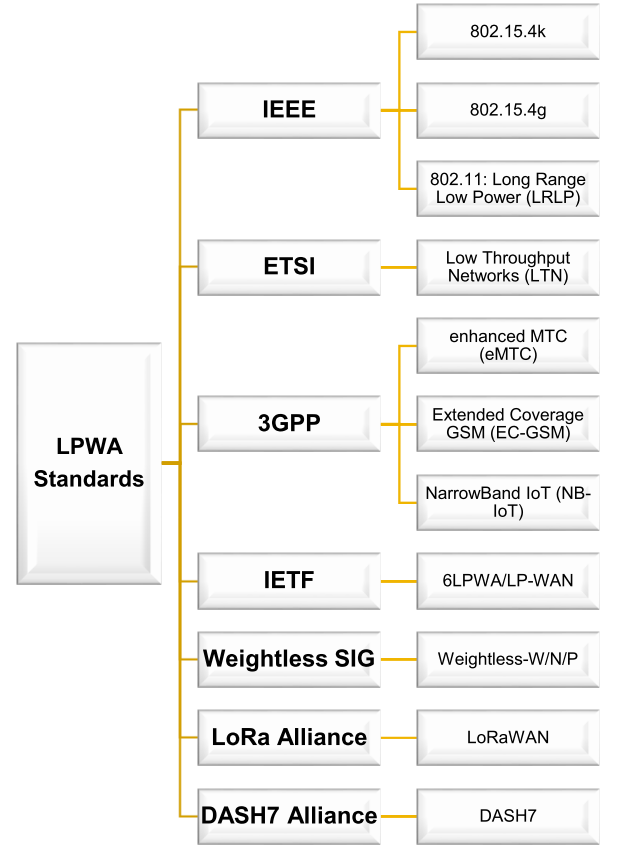 LPWA
Standards
IEEE
802.15.4k
802.15.4g
802.11: Long Range
Low Power (LRLP)
ETSI
Low Throughput
Networks (LTN)
3GPP
enhanced MTC
(eMTC)
Extended Coverage
GSM (EC-GSM)
NarrowBand IoT (NB-
IoT)
IETF
6LPWA/LP-WAN
Weightless SIG
Weightless-W/N/P
LoRa Alliance
LoRaWAN
DASH7 Alliance
DASH7